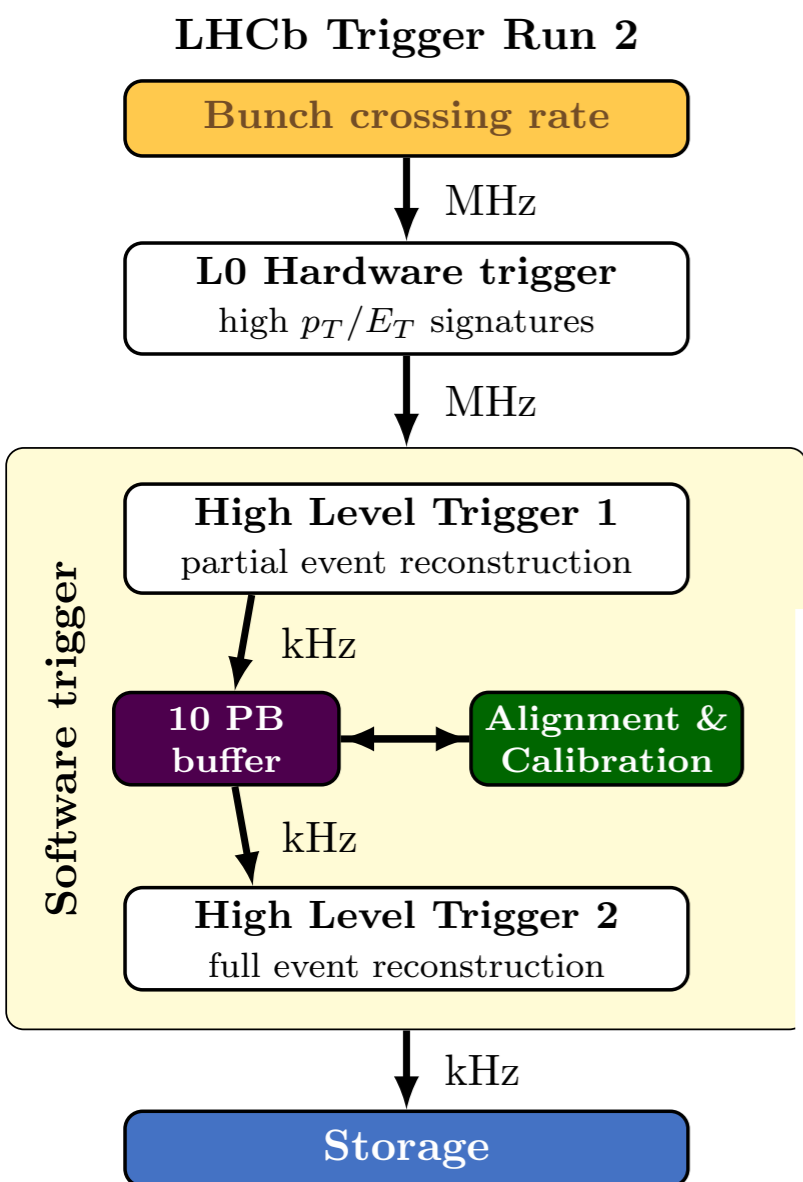 LHCb Trigger Run 2
Bunch crossing rate
MHz
L0 Hardware trigger
high p_T/E_T signatures
MHz
Software trigger
High Level Trigger 1
partial event reconstruction
kHz
10 PB
buffer
Alignment &
Calibration
kHz
High Level Trigger 2
full event reconstruction
kHz
Storage